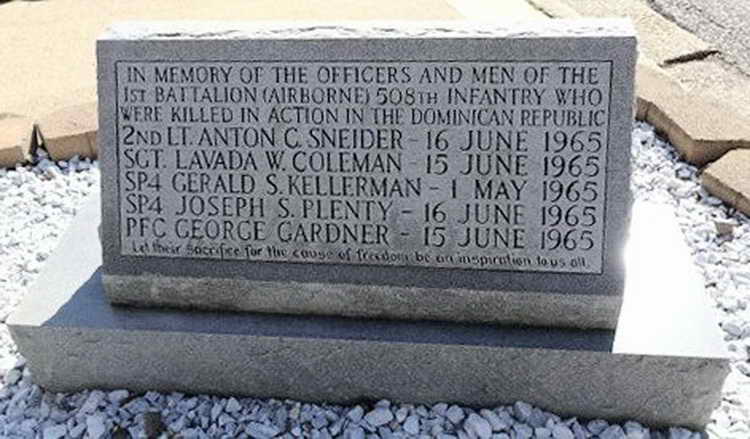 IN MEMORY OF THE OFFICERS AND MEN OF THE
1ST BATTALION (AIRBORNE) 508TH INFANTRY WHO
WERE KILLED IN ACTION IN THE DOMINICAN REPUBLIC
2ND LT. ANTON C. SNEIDER - 16 JUNE 1965
SGT. LAVADA W. COLEMAN - 15 JUNE 1965
SP4 GERALD S. KELLERMAN - 1 MAY 1965
SP4 JOSEPH S. PLENTY - 16 JUNE 1965
PFC GEORGE GARDNER - 15 JUNE 1965
Let their sacrifice for the cause of freedom be an inspiration to us all.